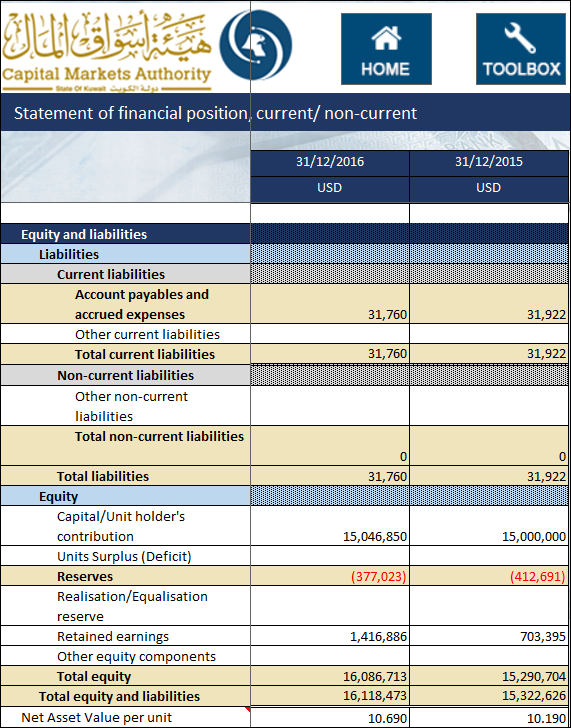 هيئة أسواق المال
Capital Markets Authority
State Of Kuwait دولة الكويت
HOME
TOOLBOX
Statement of financial position, current/ non-current
31/12/2016 31/12/2015
USD USD
Equity and liabilities
Liabilities
Current liabilities
Account payables and
accrued expenses 31,760 31,922
Other current liabilities
Total current liabilities 31,760 31,922
Non-current liabilities
Other non-current
liabilities
Total non-current liabilities
0 0
Total liabilities 31,760 31,922
Equity
Capital/Unit holder's
contribution 15,046,850 15,000,000
Units Surplus (Deficit)
Reserves (377,023) (412,691)
Realisation/Equalisation
reserve
Retained earnings 1,416,886 703,395
Other equity components
Total equity 16,086,713 15,290,704
Total equity and liabilities 16,118,473 15,322,626
Net Asset Value per unit 10.690 10.190